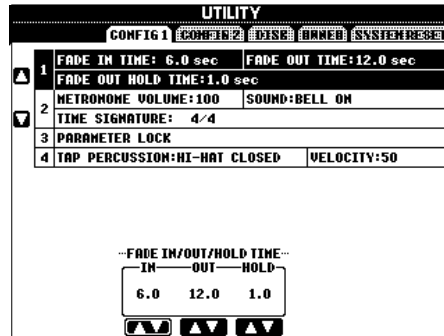 UTILITY
CONFIG 1 CONFIG 2 DISK OWNER SYSTEM RESET
1 FADE IN TIME: 6.0 sec FADE OUT TIME:12.0 sec
FADE OUT HOLD TIME:1.0 sec
2 METRONOME VOLUME:100 SOUND:BELL ON
TIME SIGNATURE: 4/4
3 PARAMETER LOCK
4 TAP PERCUSSION:HI-HAT CLOSED VELOCITY:50
FADE IN/OUT/HOLD TIME
IN OUT HOLD
6.0 12.0 1.0